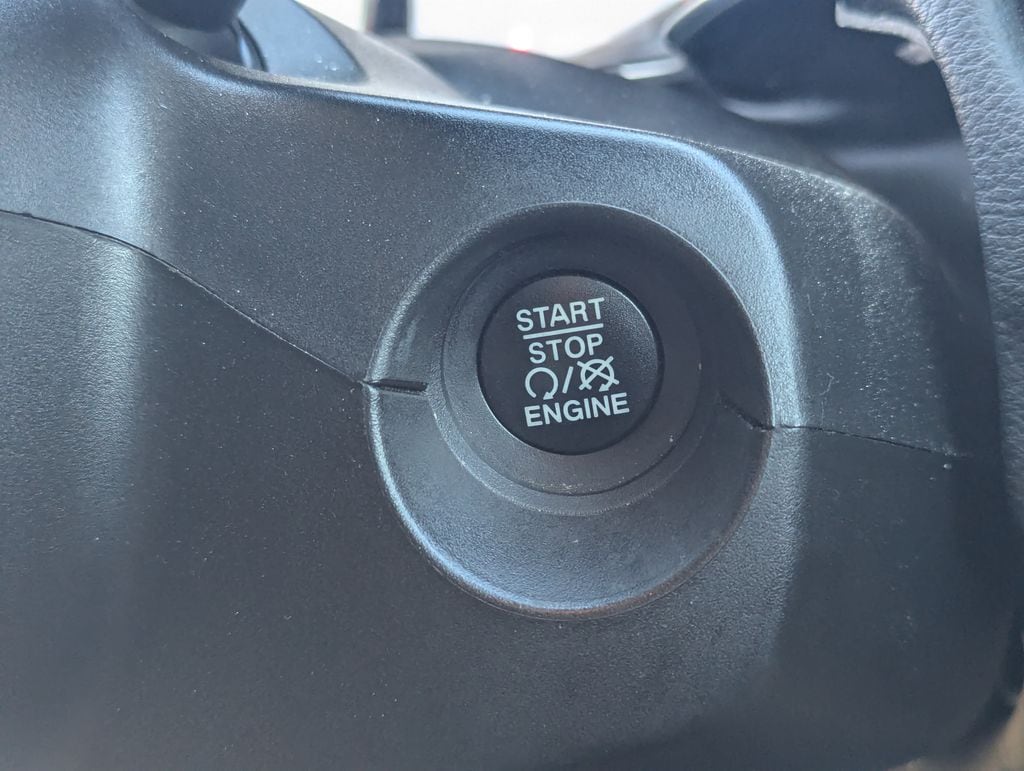 START
STOP
/
ENGINE